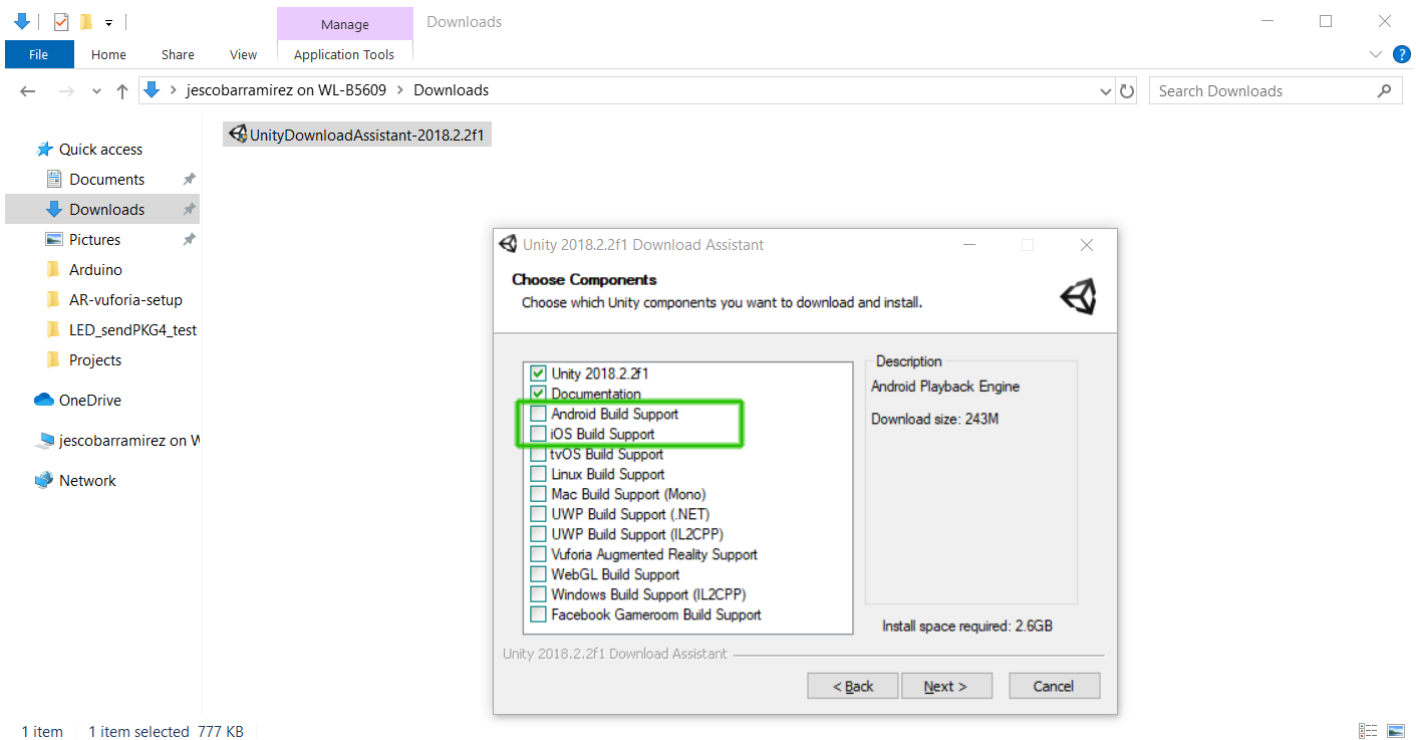 Manage
Downloads
File
Home
Share
View
Application Tools
?
jescobarramirez on WL-B5609 > Downloads
Search Downloads
Quick access
Documents
Downloads
Pictures
Arduino
AR-vuforia-setup
LED_sendPKG4_test
Projects
OneDrive
jescobarramirez on W
Network
UnityDownloadAssistant-2018.2.2f1
Unity 2018.2.2f1 Download Assistant
Choose Components
Choose which Unity components you want to download and install.
Unity 2018.2.2f1
Documentation
Android Build Support
iOS Build Support
tvOS Build Support
Linux Build Support
Mac Build Support (Mono)
UWP Build Support (.NET)
UWP Build Support (IL2CPP)
Vuforia Augmented Reality Support
WebGL Build Support
Windows Build Support (IL2CPP)
Facebook Gameroom Build Support
Description
Android Playback Engine
Download size: 243M
Install space required: 2.6GB
Unity 2018.2.2f1 Download Assistant
< Back
Next >
Cancel
1 item
1 item selected 777 KB